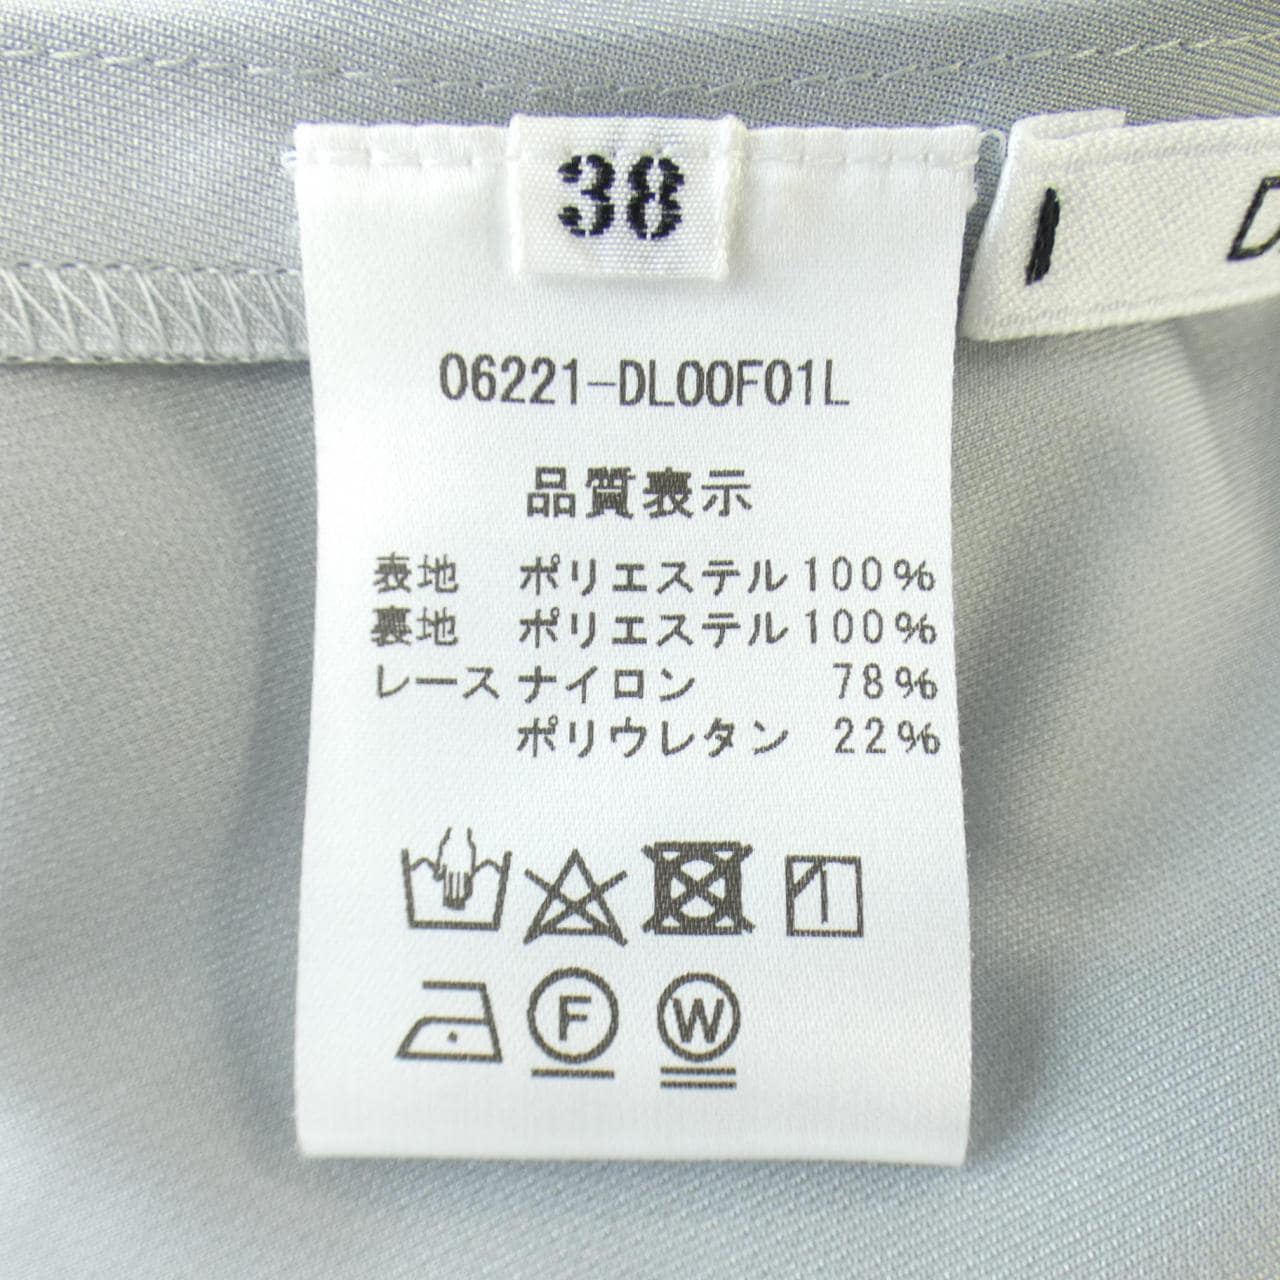 38
06221-DL00F01L
品質表示
表地 ポリエステル100%
裏地 ポリエステル100%
レース ナイロン 78%
ポリウレタン 22%
F
W